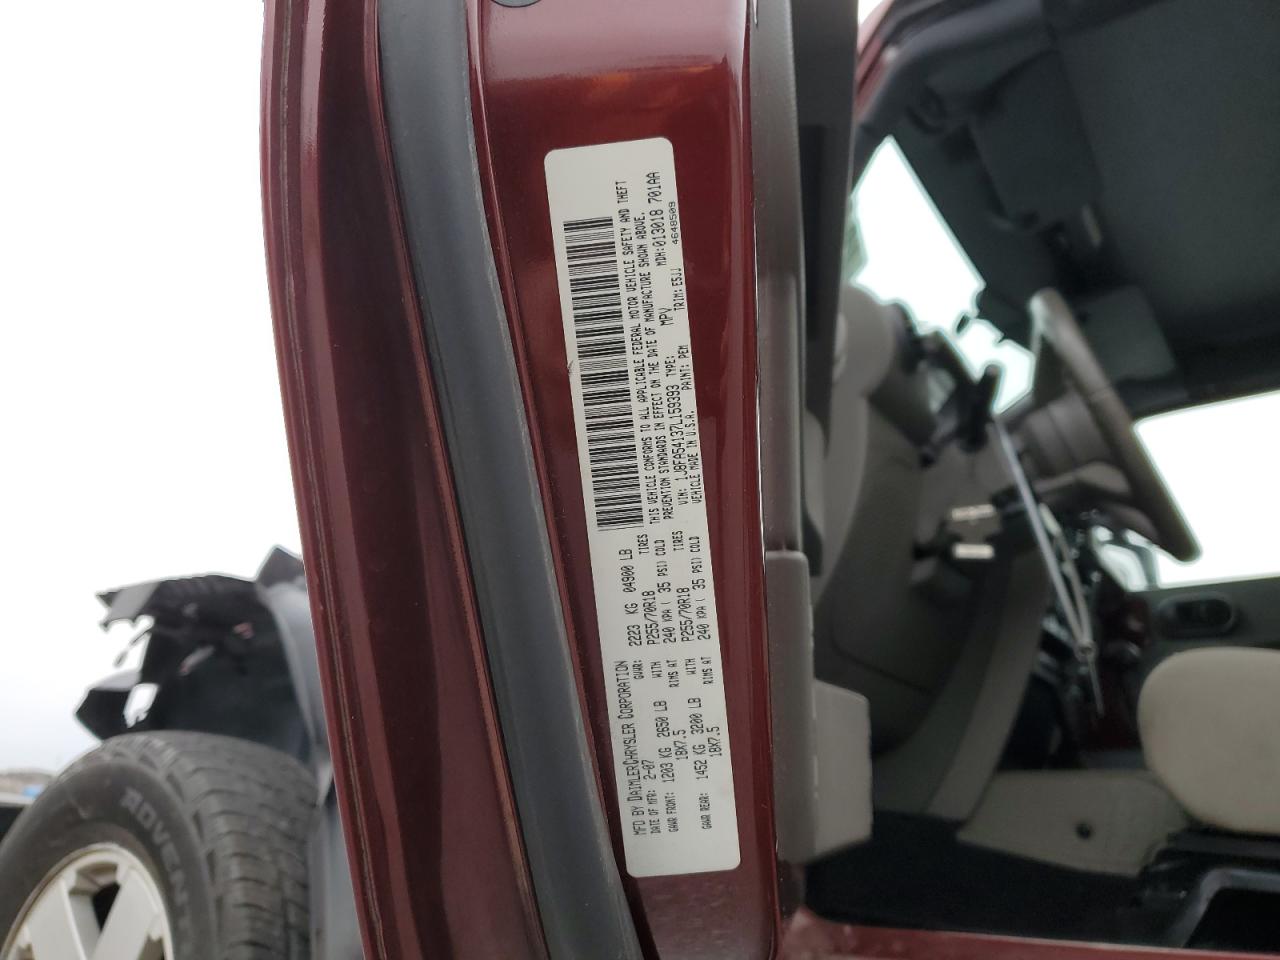 MFD BY DAIMLERCHRYSLER CORPORATION
DATE OF MFR: 2-07 GVWR: 2223 KG 04900 LB
GAWR FRONT: 1203 KG 2650 LB WITH P255/70R18 TIRES
18X7.5 RIMS AT 240 KPA ( 35 PSI) COLD
GAWR REAR: 1452 KG 3200 LB WITH P255/70R18 TIRES
18X7.5 RIMS AT 240 KPA ( 35 PSI) COLD
THIS VEHICLE CONFORMS TO ALL APPLICABLE FEDERAL MOTOR VEHICLE SAFETY AND THEFT
PREVENTION STANDARDS IN EFFECT ON THE DATE OF MANUFACTURE SHOWN ABOVE.
VIN: 1J8FA54137L159393 TYPE: MPV MDH:013018 701AA
VEHICLE MADE IN U.S.A. PAINT: PEM TRIM: E5JJ 4648509
ADVENT